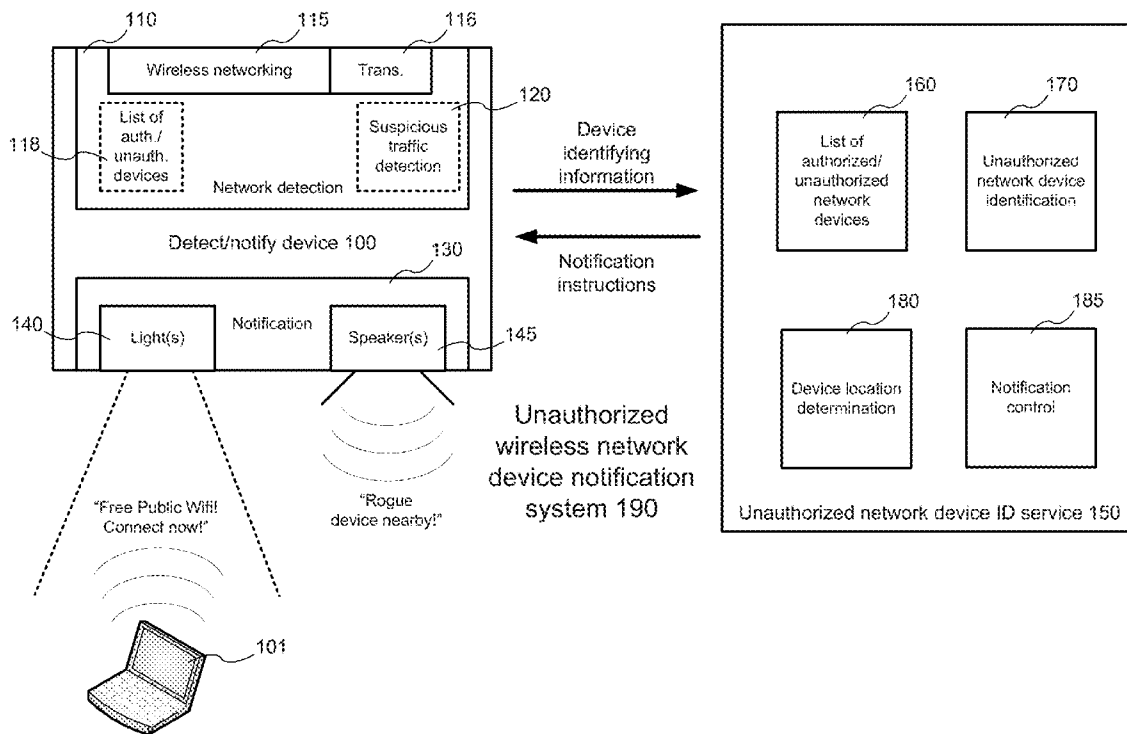 110
115
116
Wireless networking
Trans.
118
List of
auth./
unauth.
devices
120
Suspicious
traffic
detection
Network detection
Detect/notify device 100
130
140
Light(s)
Notification
Speaker(s)
145
"Free Public Wifi!
Connect now!"
"Rogue
device nearby!"
101
Device
identifying
information
Notification
instructions
Unauthorized
wireless network
device notification
system 190
160
List of
authorized/
unauthorized
network
devices
170
Unauthorized
network device
identification
180
Device location
determination
185
Notification
control
Unauthorized network device ID service 150